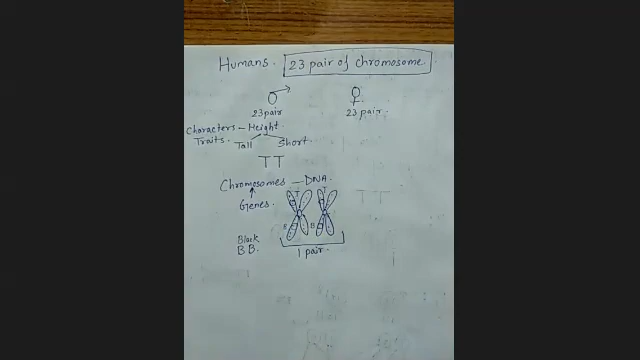 Humans. 23 pair of chromosome.
23 pair 23 pair.
Characters – Height
Traits. Tall Short.
TT
Chromosomes – DNA.
Genes.
T T
B B
Black
BB.
1 pair.